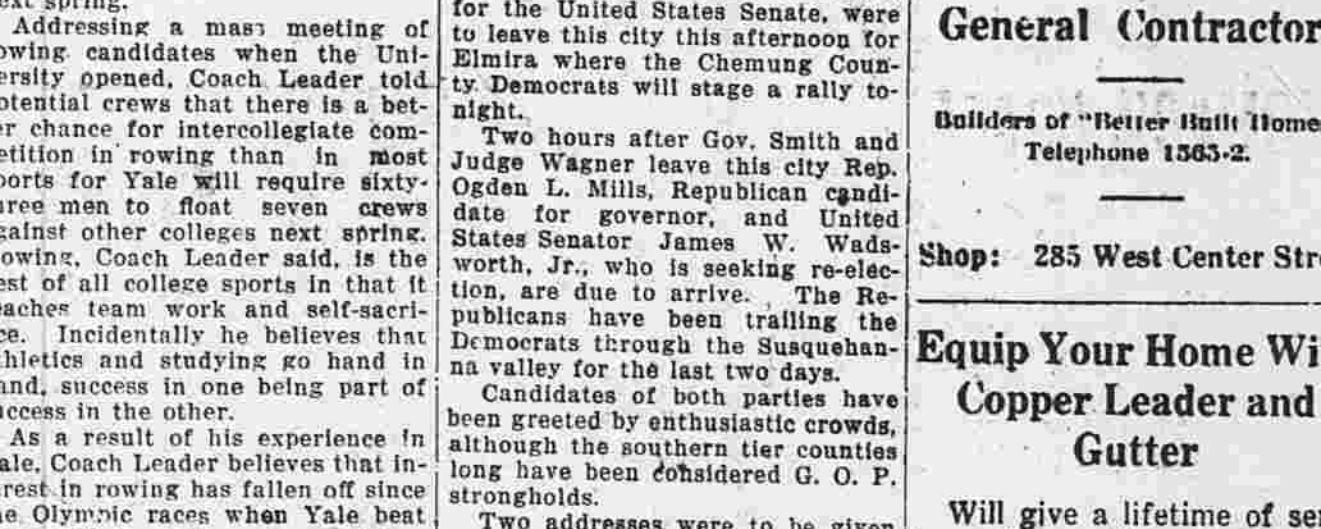 spring.
Addressing a mass meeting of
owing candidates when the Uni-
ersity opened, Coach Leader told
otential crews that there is a bet-
er chance for intercollegiate com-
etition in rowing than in most
ports for Yale will require sixty-
hree men to float seven crews
gainst other colleges next spring.
owing, Coach Leader said, is the
est of all college sports in that it
eaches team work and self-sacri-
ce. Incidentally he believes that
thletics and studying go hand in
and, success in one being part of
uccess in the other.
As a result of his experience in
ale, Coach Leader believes that in-
rest in rowing has fallen off since
he Olympic races when Yale beat
for the United States Senate, were
to leave this city this afternoon for
Elmira where the Chemung Coun-
ty Democrats will stage a rally to-
night.
Two hours after Gov. Smith and
Judge Wagner leave this city Rep.
Ogden L. Mills, Republican candi-
date for governor, and United
States Senator James W. Wads-
worth, Jr., who is seeking re-elec-
tion, are due to arrive. The Re-
publicans have been trailing the
Democrats through the Susquehan-
na valley for the last two days.
Candidates of both parties have
been greeted by enthusiastic crowds,
although the southern tier counties
long have been considered G. O. P.
strongholds.
Two addresses were to be given
General Contractor
Builders of "Better Built Home
Telephone 1563-2.
Shop: 285 West Center Stre
Equip Your Home Wi
Copper Leader and
Gutter
Will give a lifetime of ser